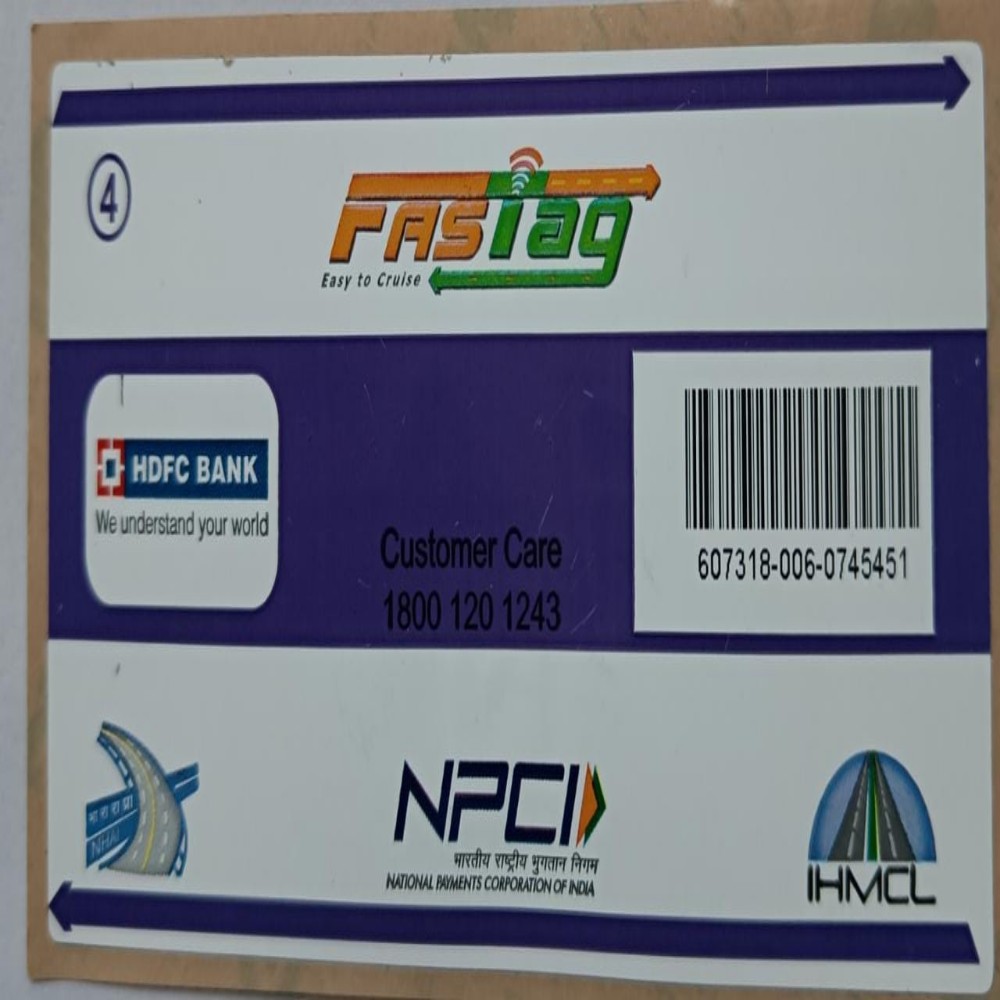 4
FASTag
Easy to Cruise
HDFC BANK
We understand your world
Customer Care
1800 120 1243
607318-006-0745451
भा रा रा प्रा
NHAI
NPCI
भारतीय राष्ट्रीय भुगतान निगम
NATIONAL PAYMENTS CORPORATION OF INDIA
IHMCL